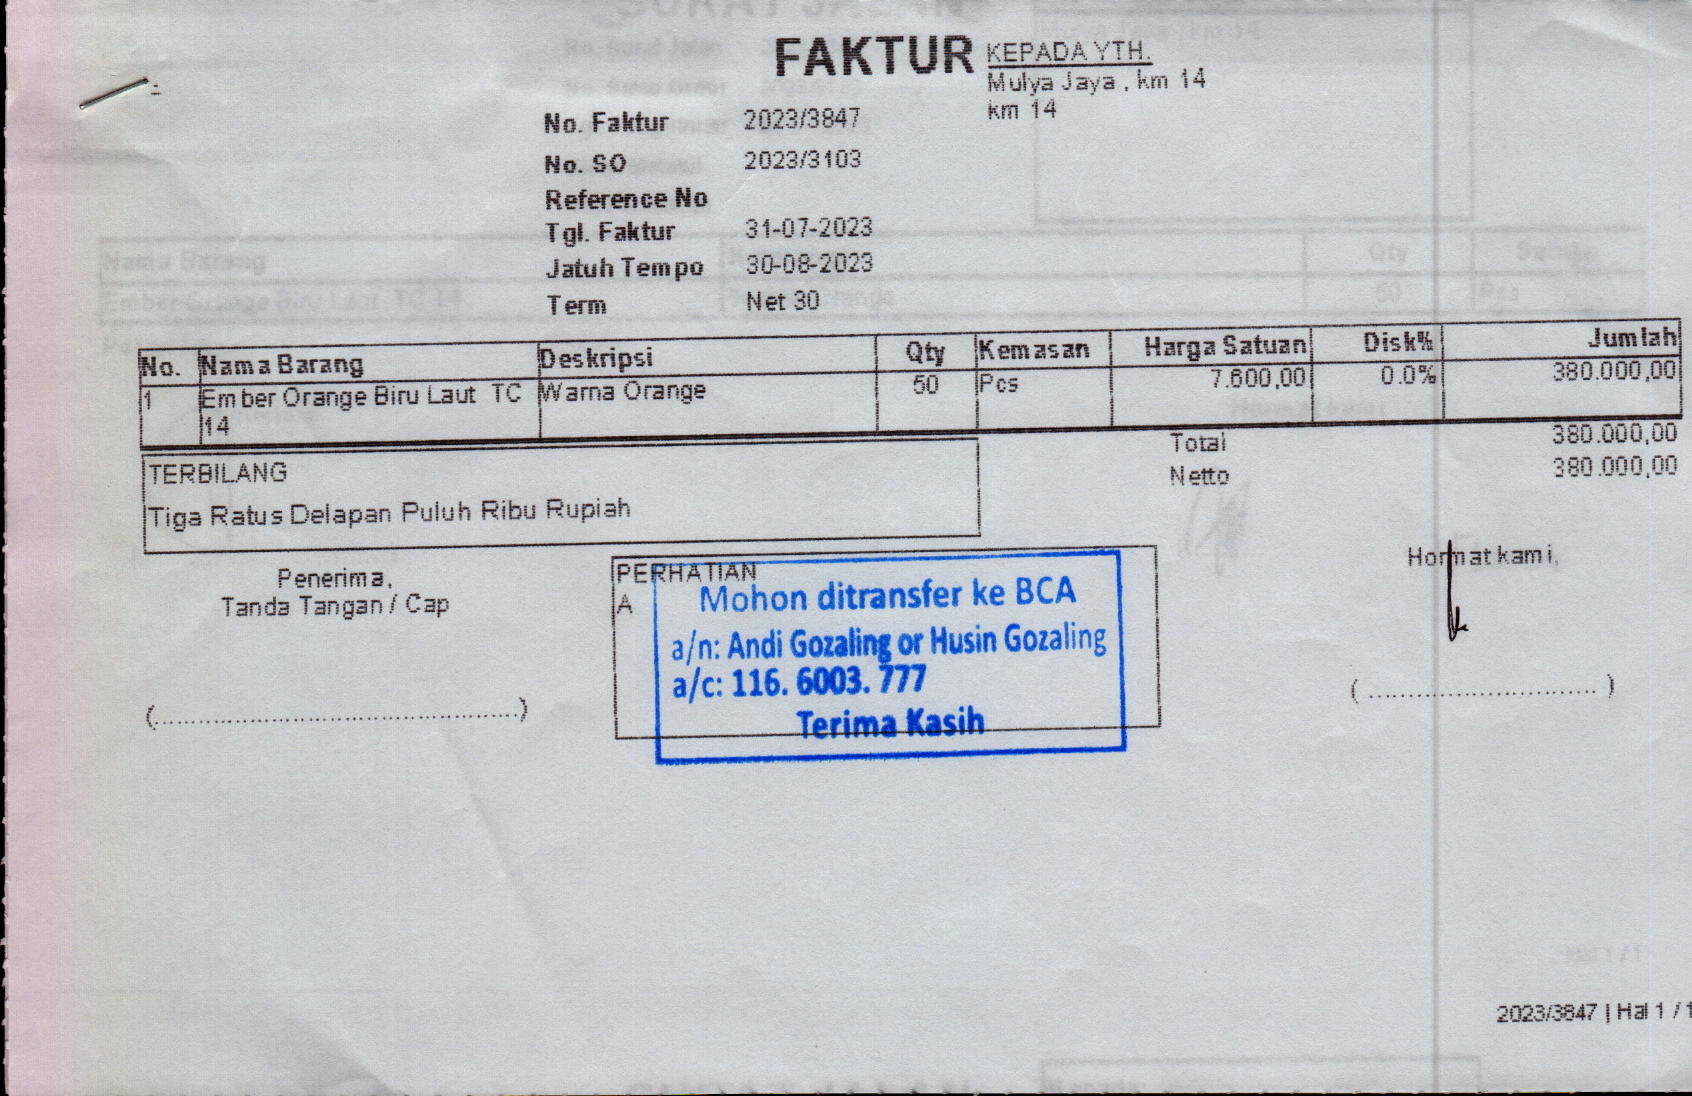 FAKTUR
KEPADA YTH.
Mulya Jaya , km 14
km 14
No. Faktur 2023/3847
No. SO 2023/3103
Reference No
Tgl. Faktur 31-07-2023
Jatuh Tempo 30-08-2023
Term Net 30
No. Nama Barang Deskripsi Qty Kemasan Harga Satuan Disk% Jumlah
1 Ember Orange Biru Laut TC 14 Warna Orange 50 Pcs 7.600,00 0.0% 380.000,00
Total 380.000,00
Netto 380.000,00
TERBILANG
Tiga Ratus Delapan Puluh Ribu Rupiah
Penerima,
Tanda Tangan / Cap
(............................................)
PERHATIAN
A
Mohon ditransfer ke BCA
a/n: Andi Gozaling or Husin Gozaling
a/c: 116. 6003. 777
Terima Kasih
Hormat kami,
( ............................ )
2023/3847 | Hal 1 / 1